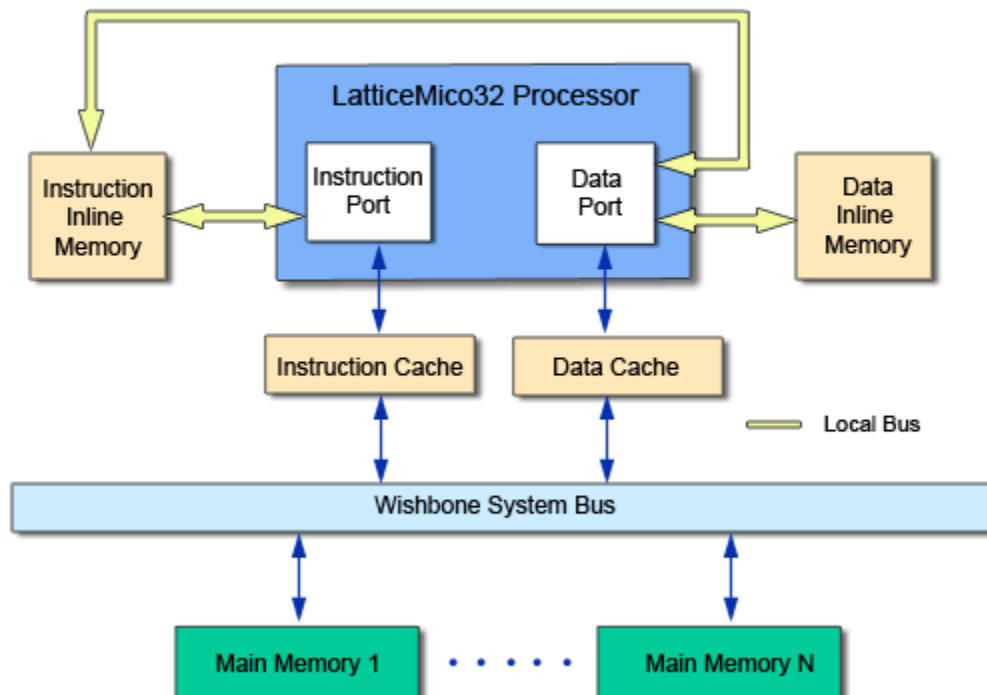 LatticeMico32 Processor
Instruction
Inline
Memory
Instruction
Port
Data
Port
Data
Inline
Memory
Instruction Cache
Data Cache
Local Bus
Wishbone System Bus
Main Memory 1
Main Memory N